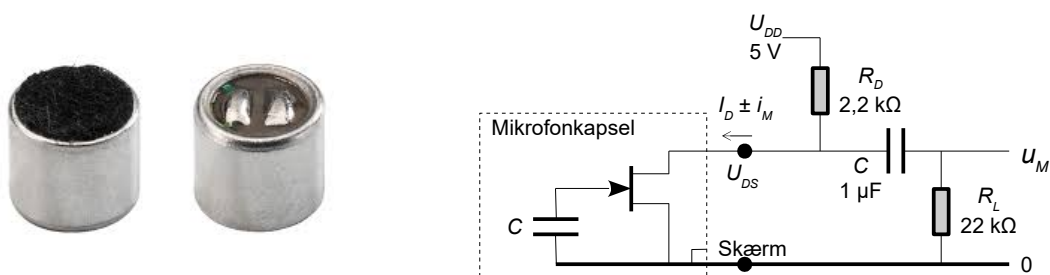 U_DD
5 V
R_D
2,2 kΩ
I_D ± i_M
Mikrofonkapsel
U_DS
C
1 µF
u_M
C
R_L
22 kΩ
Skærm
0